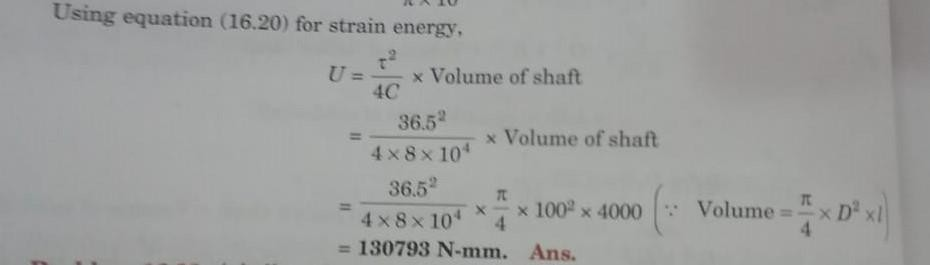 π × 10
Using equation (16.20) for strain energy,
U = τ²/4C × Volume of shaft
= 36.5²/4 × 8 × 10⁴ × Volume of shaft
= 36.5²/4 × 8 × 10⁴ × π/4 × 100² × 4000 (∵ Volume = π/4 × D² × l)
= 130793 N-mm. Ans.